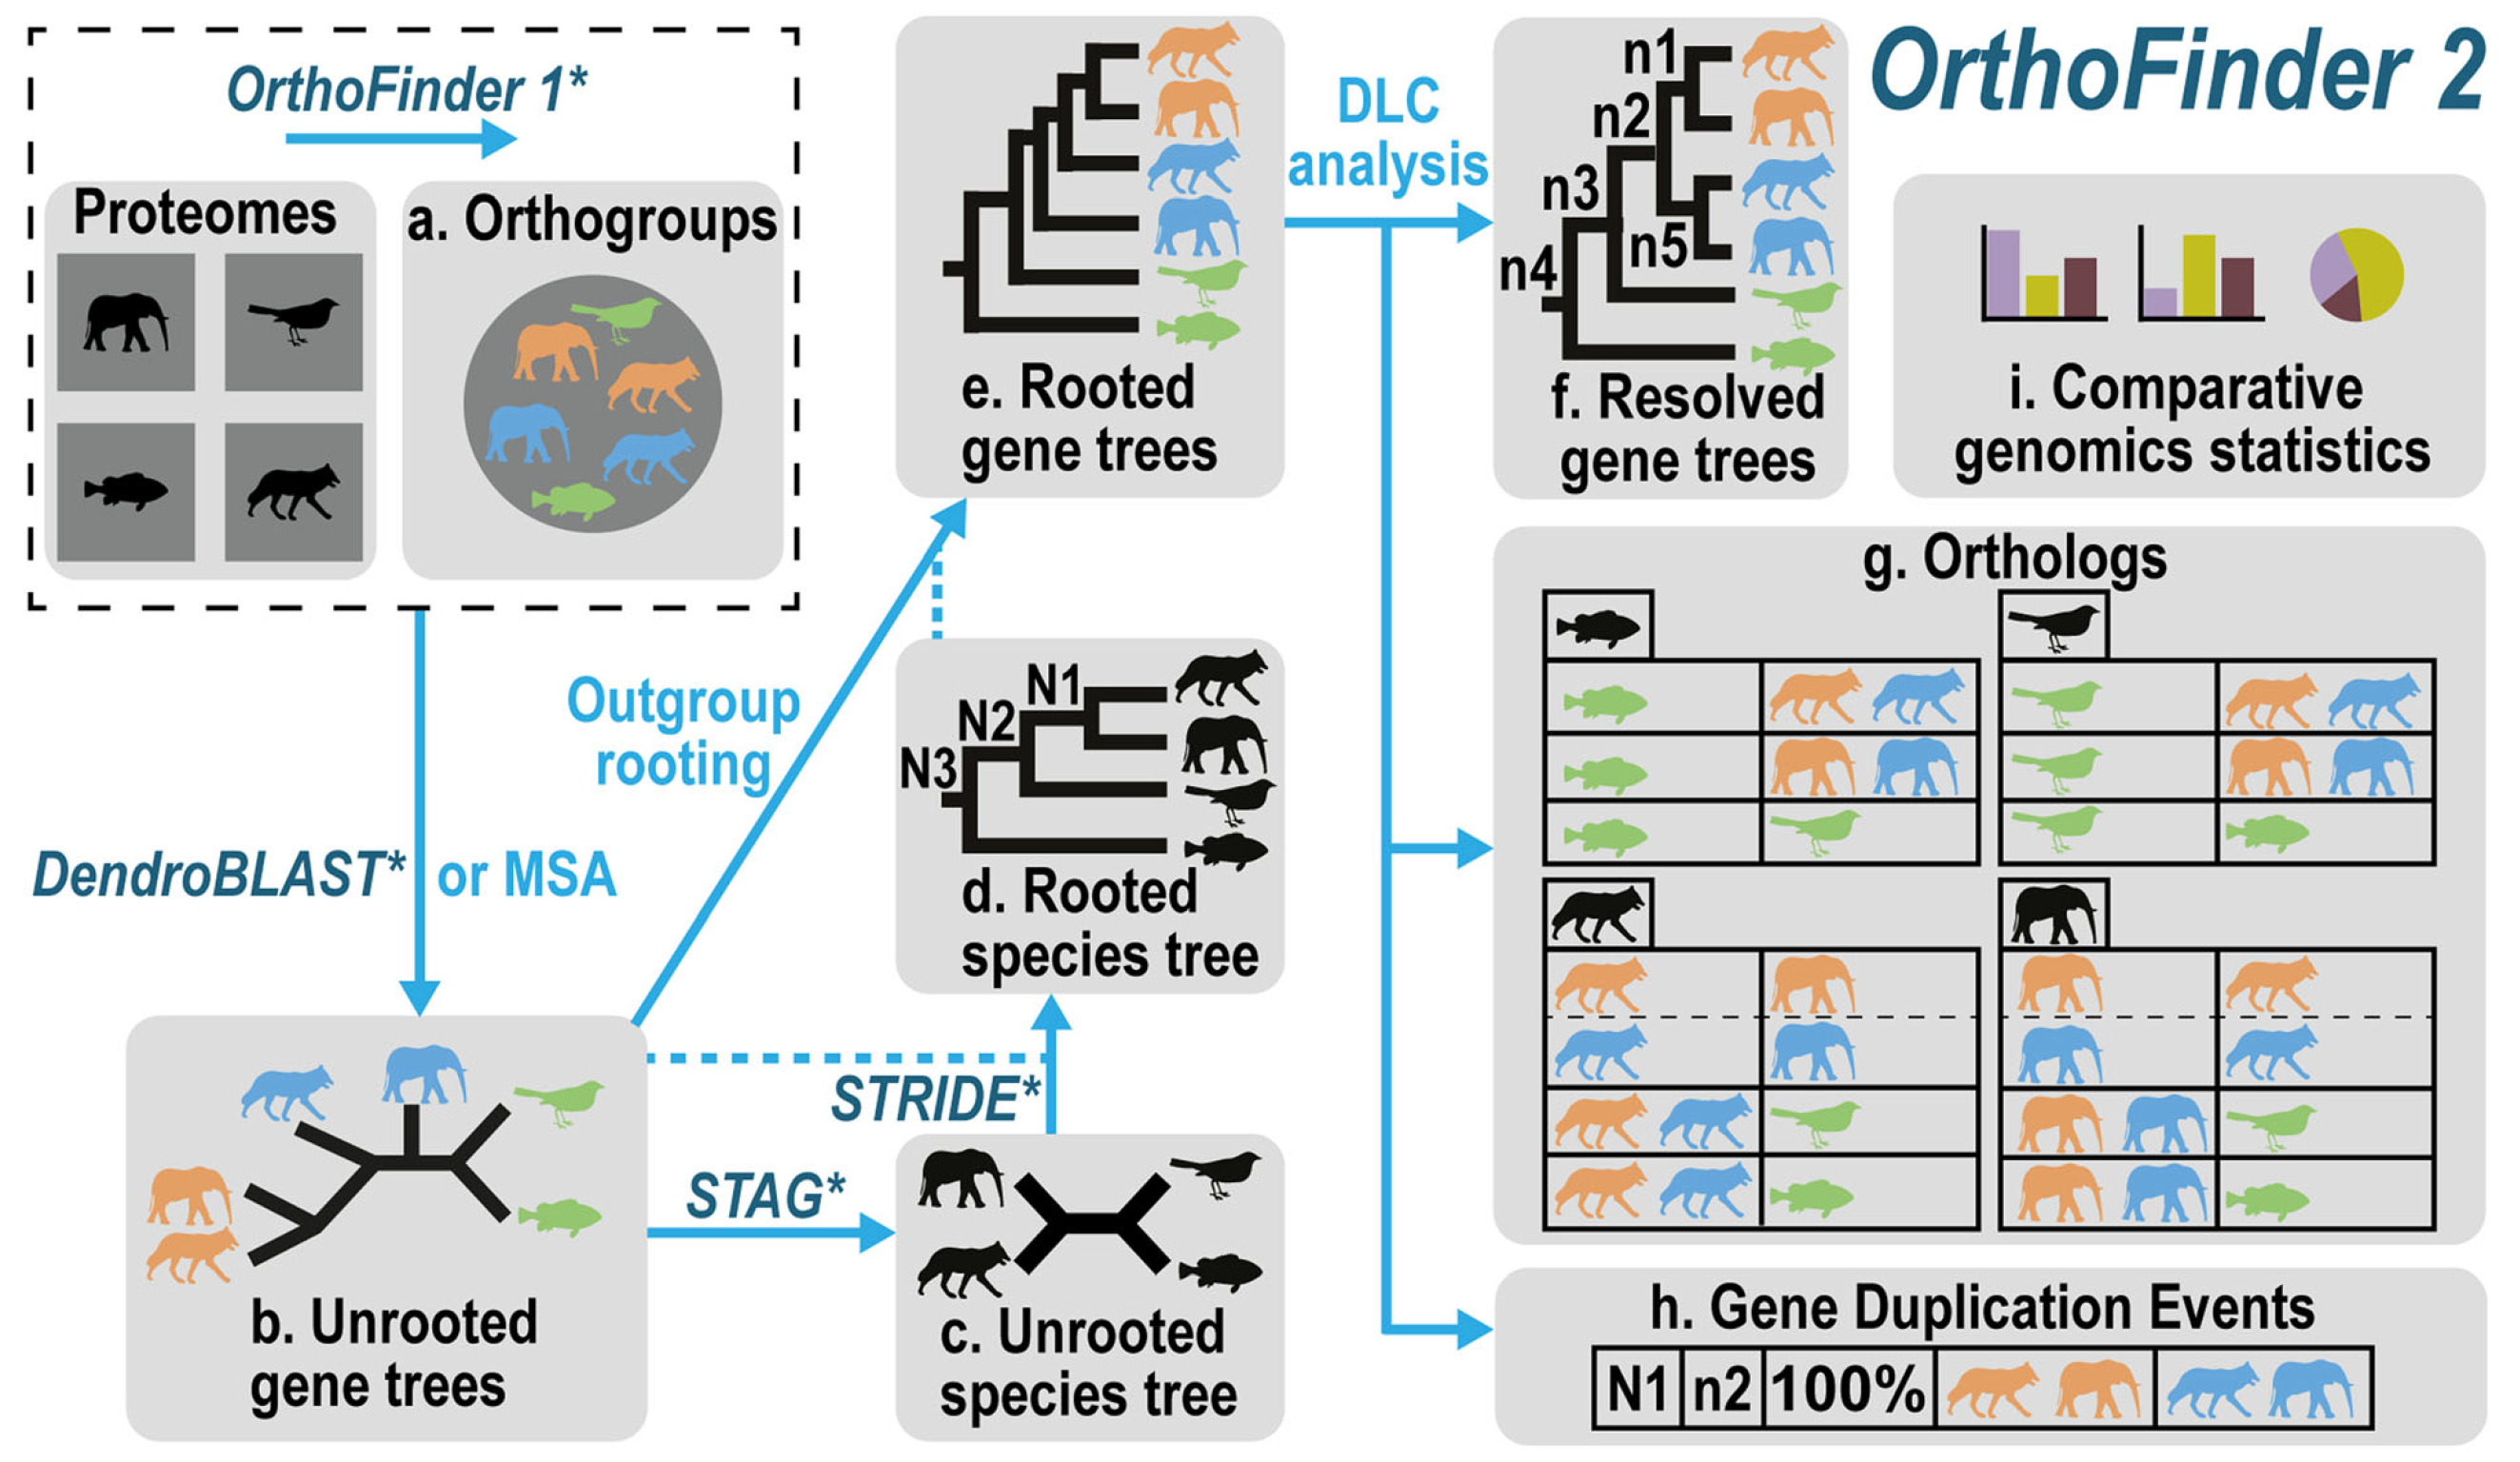 OrthoFinder 1*
Proteomes
a. Orthogroups
DendroBLAST* or MSA
b. Unrooted
gene trees
Outgroup
rooting
STAG*
STRIDE*
c. Unrooted
species tree
N1
N2
N3
d. Rooted
species tree
e. Rooted
gene trees
DLC
analysis
n1
n2
n3
n5
n4
f. Resolved
gene trees
OrthoFinder 2
i. Comparative
genomics statistics
g. Orthologs
h. Gene Duplication Events
N1 n2 100%